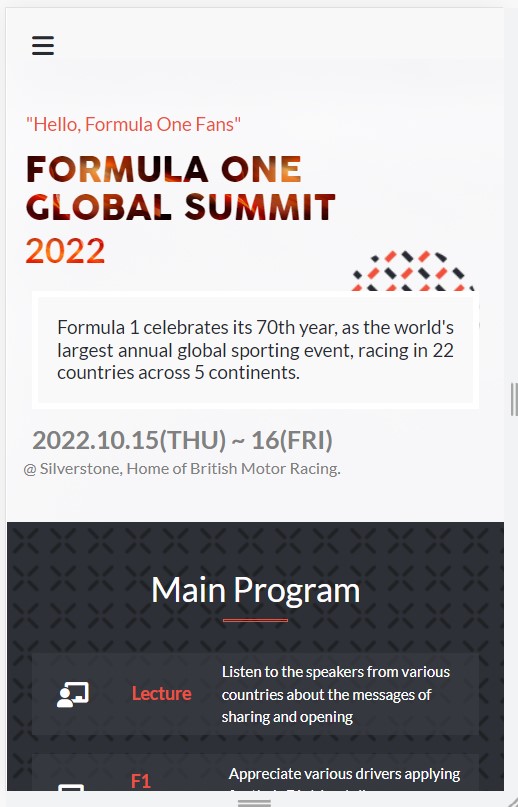 "Hello, Formula One Fans"
FORMULA ONE
GLOBAL SUMMIT
2022
Formula 1 celebrates its 70th year, as the world's
largest annual global sporting event, racing in 22
countries across 5 continents.
2022.10.15(THU) ~ 16(FRI)
@ Silverstone, Home of British Motor Racing.
Main Program
Lecture
Listen to the speakers from various
countries about the messages of
sharing and opening
F1
Appreciate various drivers applying